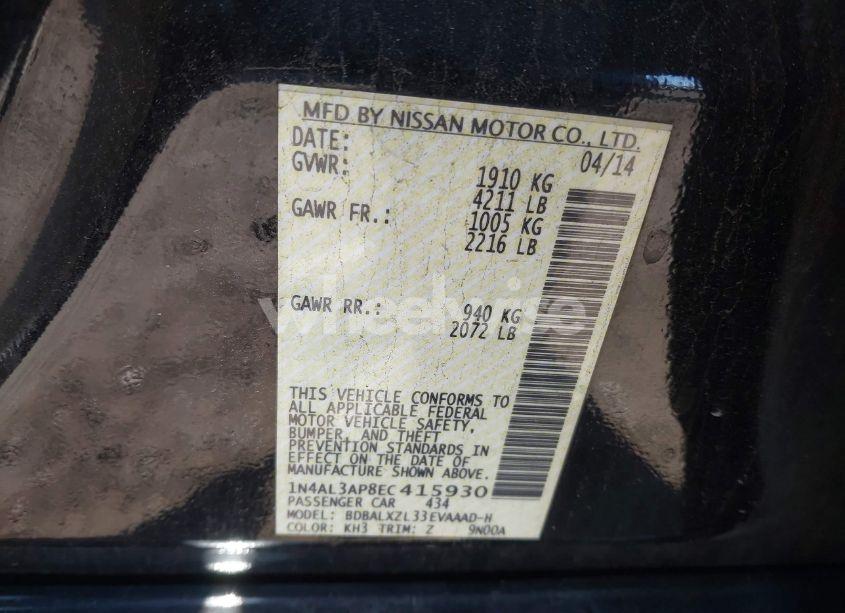 MFD BY NISSAN MOTOR CO., LTD.
DATE: 04/14
GVWR: 1910 KG
4211 LB
GAWR FR.: 1005 KG
2216 LB
GAWR RR.: 940 KG
2072 LB
wheelwise
THIS VEHICLE CONFORMS TO
ALL APPLICABLE FEDERAL
MOTOR VEHICLE SAFETY,
BUMPER, AND THEFT
PREVENTION STANDARDS IN
EFFECT ON THE DATE OF
MANUFACTURE SHOWN ABOVE.
1N4AL3AP8EC415930
PASSENGER CAR 434
MODEL: BDBALXZL33EVAAAD-H
COLOR: KH3 TRIM: Z 9N00A